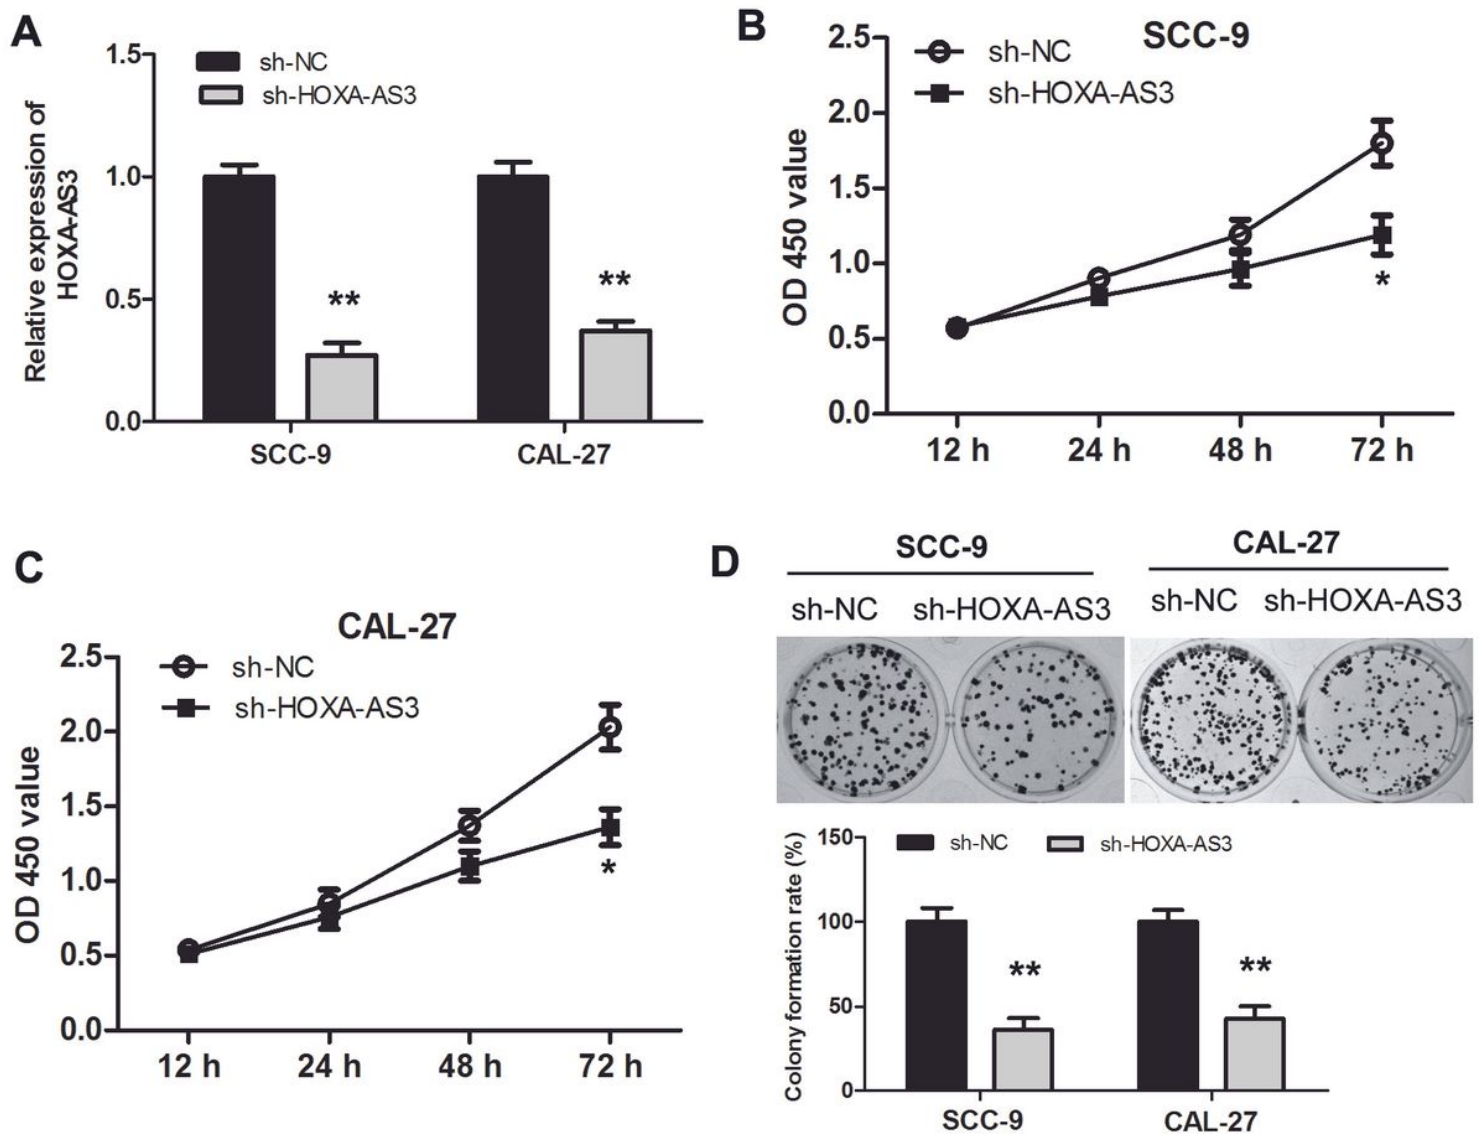 A
Relative expression of
HOXA-AS3
1.5
1.0
0.5
0.0
sh-NC
sh-HOXA-AS3
**
**
SCC-9
CAL-27
B
SCC-9
OD 450 value
2.5
2.0
1.5
1.0
0.5
0.0
sh-NC
sh-HOXA-AS3
*
12 h
24 h
48 h
72 h
C
CAL-27
OD 450 value
2.5
2.0
1.5
1.0
0.5
0.0
sh-NC
sh-HOXA-AS3
*
12 h
24 h
48 h
72 h
D
SCC-9
CAL-27
sh-NC
sh-HOXA-AS3
sh-NC
sh-HOXA-AS3
Colony formation rate (%)
150
100
50
0
sh-NC
sh-HOXA-AS3
**
**
SCC-9
CAL-27